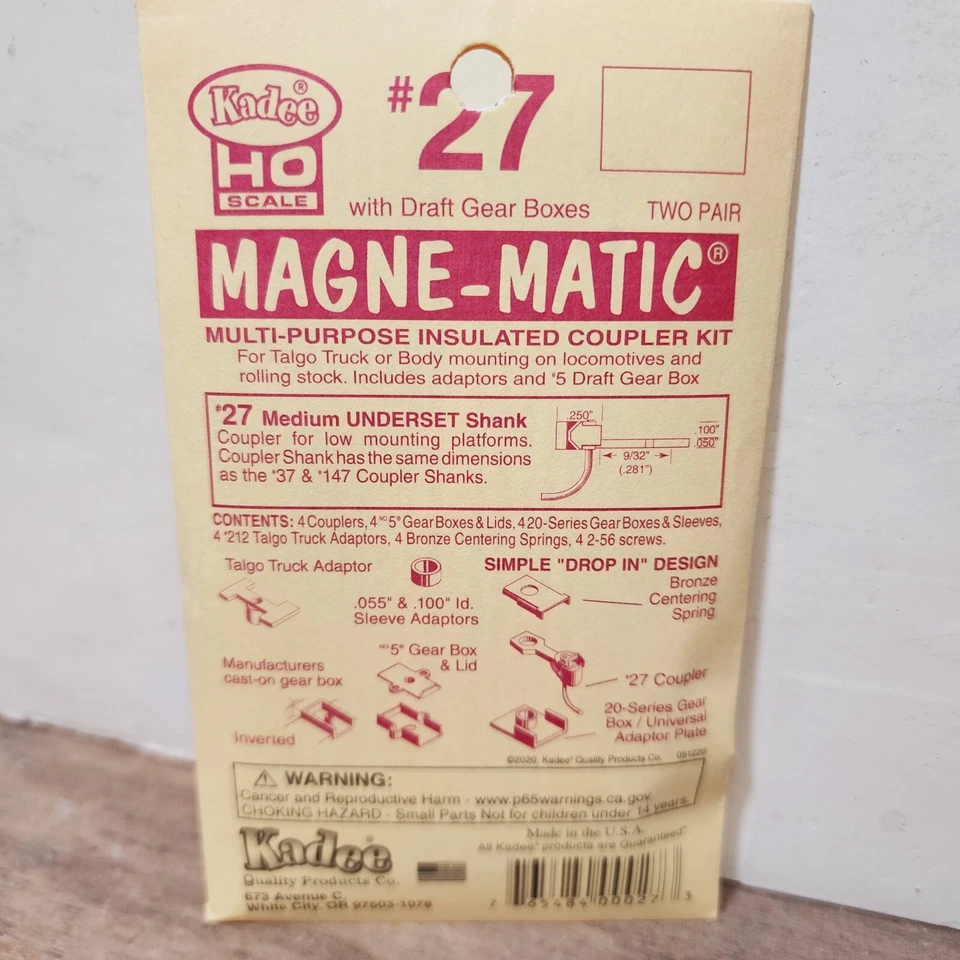 Kadee®
HO
SCALE
#27
with Draft Gear Boxes
TWO PAIR
MAGNE-MATIC®
MULTI-PURPOSE INSULATED COUPLER KIT
For Talgo Truck or Body mounting on locomotives and
rolling stock. Includes adaptors and #5 Draft Gear Box
#27 Medium UNDERSET Shank
Coupler for low mounting platforms.
Coupler Shank has the same dimensions
as the #37 & #147 Coupler Shanks.
.250"
.100"
.050"
9/32"
(.281")
CONTENTS: 4 Couplers, 4 NO 5® Gear Boxes & Lids, 4 20-Series Gear Boxes & Sleeves,
4 #212 Talgo Truck Adaptors, 4 Bronze Centering Springs, 4 2-56 screws.
Talgo Truck Adaptor
.055" & .100" Id.
Sleeve Adaptors
NO 5® Gear Box
& Lid
Manufacturers
cast-on gear box
Inverted
SIMPLE "DROP IN" DESIGN
Bronze
Centering
Spring
#27 Coupler
20-Series Gear
Box / Universal
Adaptor Plate
©2020 Kadee® Quality Products Co. 051220
⚠ WARNING:
Cancer and Reproductive Harm - www.p65warnings.ca.gov
CHOKING HAZARD - Small Parts Not for children under 14 years.
Kadee®
Quality Products Co.
673 Avenue C.
White City, OR 97503-1078
Made in the U.S.A.
All Kadee® products are Guaranteed®
7 65484 00027 5